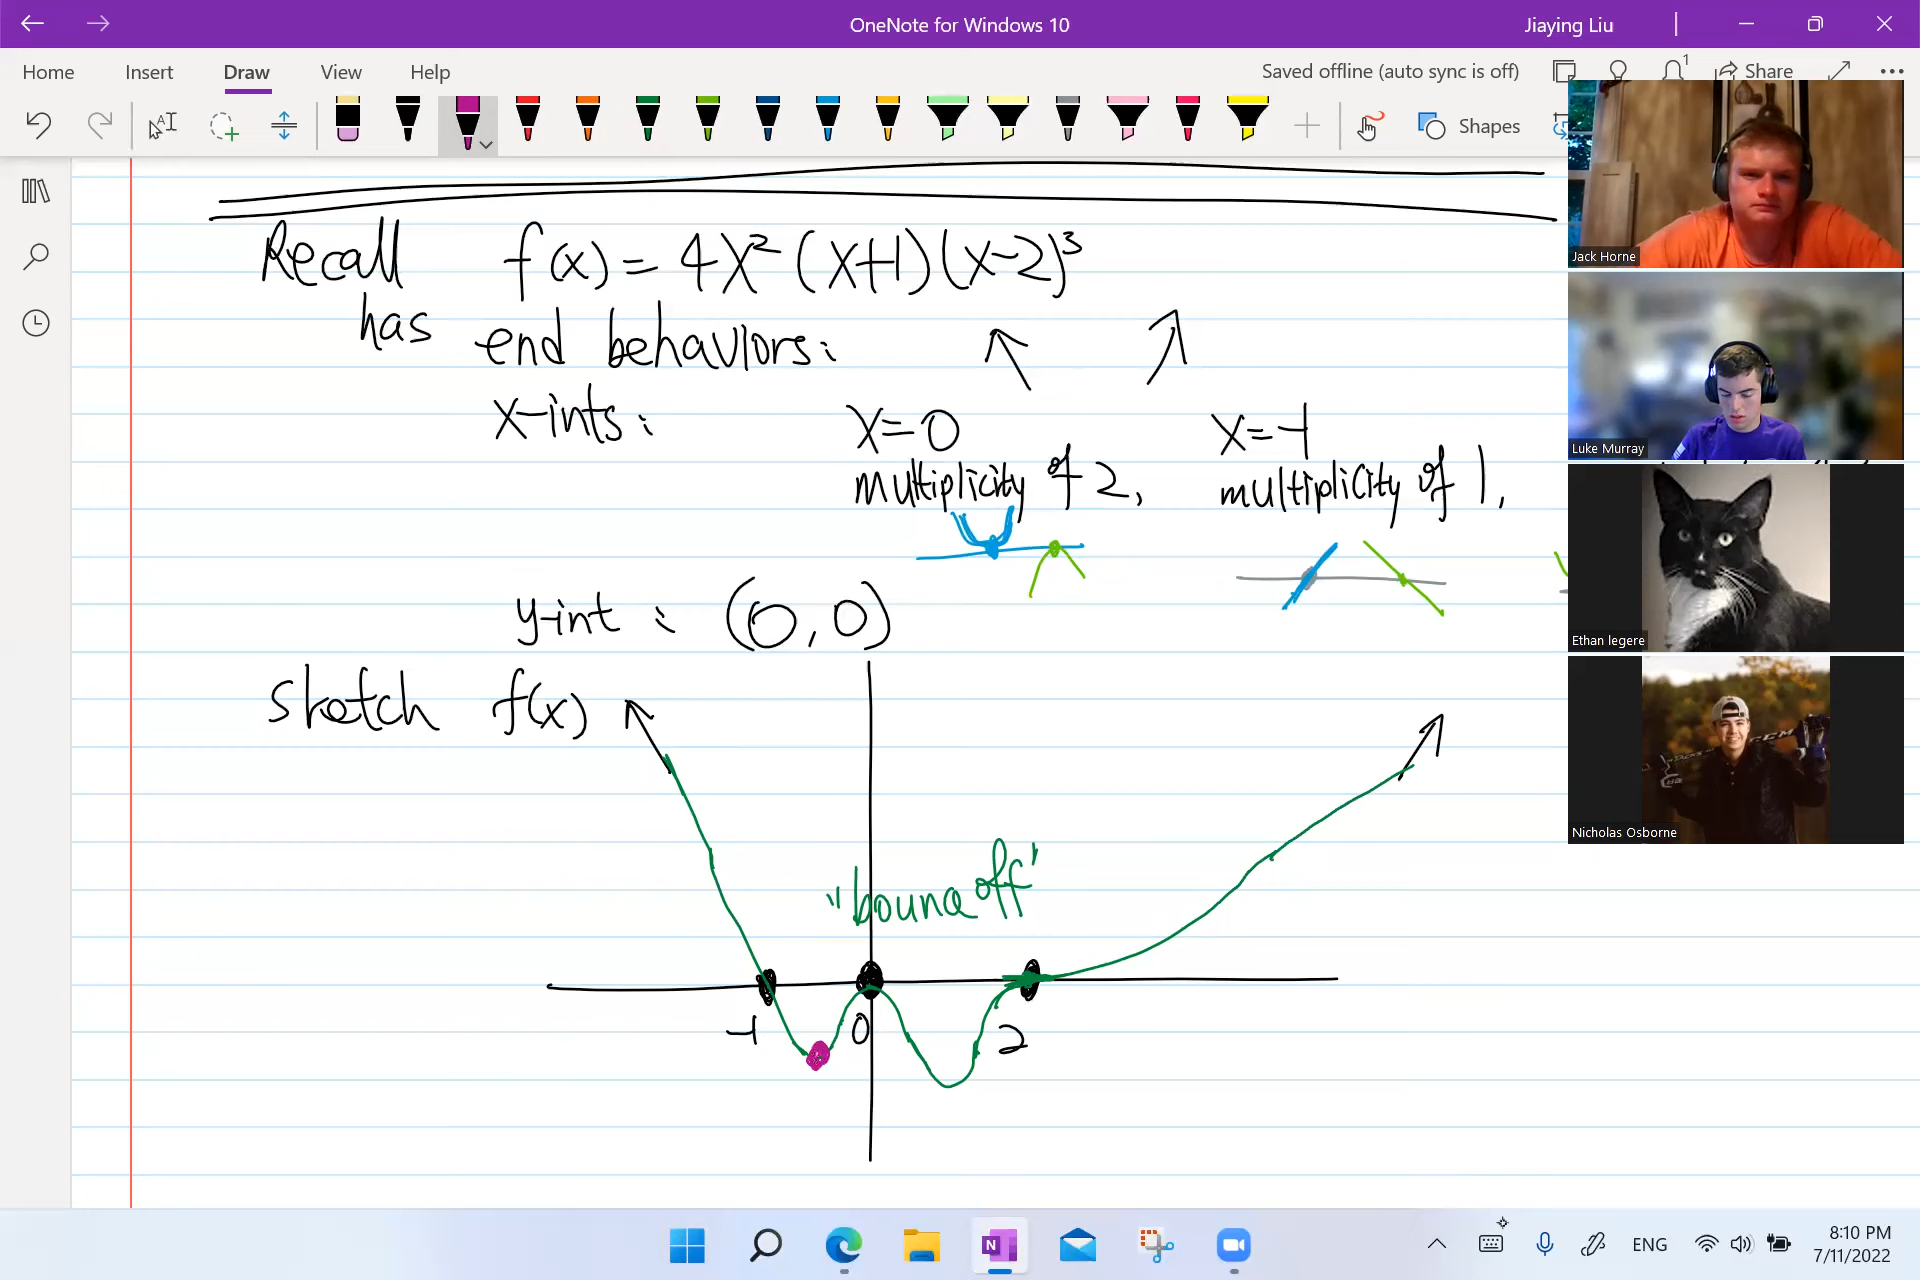 OneNote for Windows 10
Jiaying Liu
Home Insert Draw View Help
Saved offline (auto sync is off)
1
Share
Shapes
Recall f(x) = 4x² (x+1)(x-2)³
has end behaviors:
x-ints: x=0 x=-1
multiplicity of 2, multiplicity of 1,
y-int : (0,0)
sketch f(x)
"bounce off"
-1 0 2
Jack Horne
Luke Murray
Ethan legere
Nicholas Osborne
ENG
8:10 PM
7/11/2022